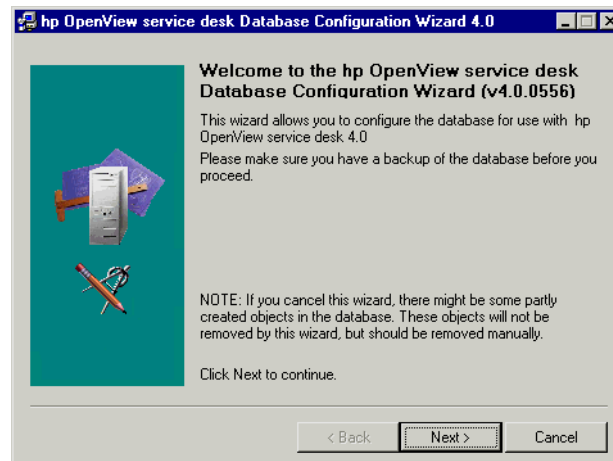 hp OpenView service desk Database Configuration Wizard 4.0
Welcome to the hp OpenView service desk
Database Configuration Wizard (v4.0.0556)
This wizard allows you to configure the database for use with hp
OpenView service desk 4.0
Please make sure you have a backup of the database before you
proceed.
NOTE: If you cancel this wizard, there might be some partly
created objects in the database. These objects will not be
removed by this wizard, but should be removed manually.
Click Next to continue.
< Back
Next >
Cancel